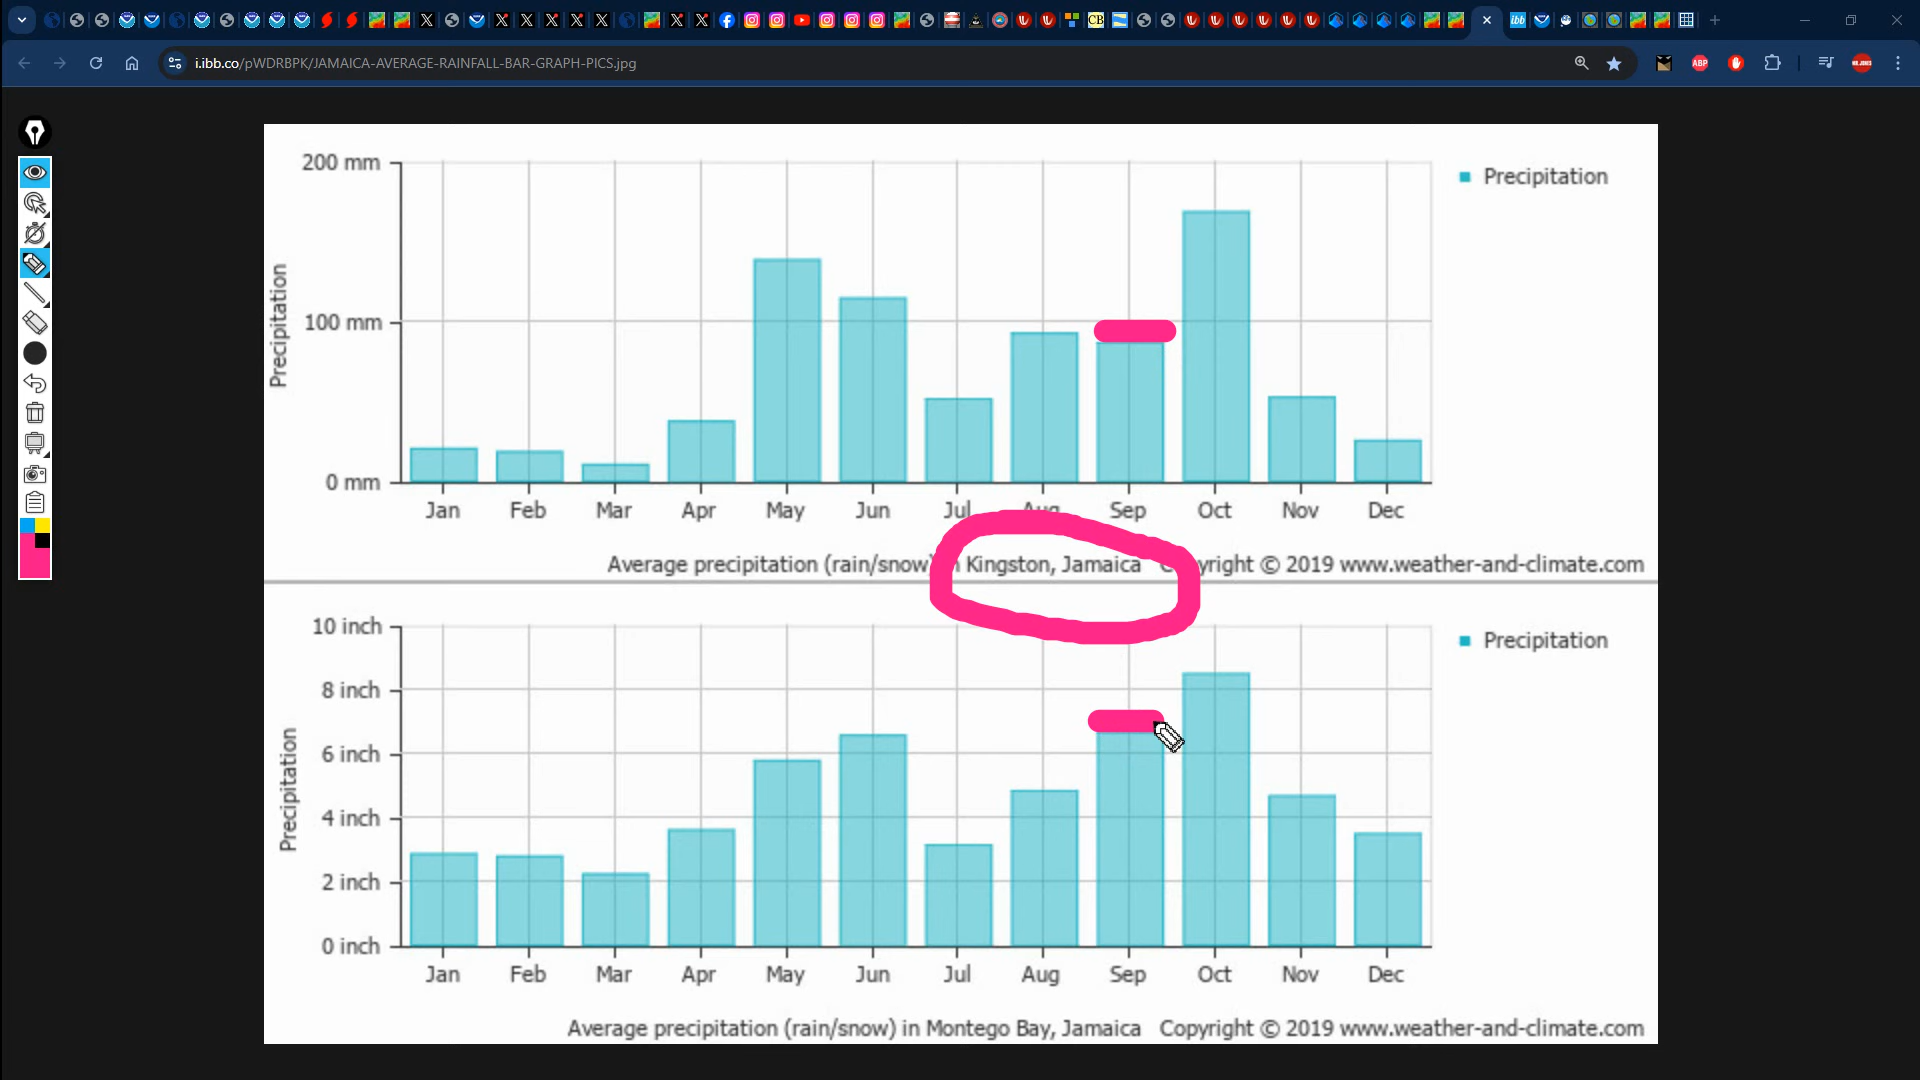 i.ibb.co/pWDRBPK/JAMAICA-AVERAGE-RAINFALL-BAR-GRAPH-PICS.jpg
ibb
CB
ABP
200 mm
Precipitation
100 mm
Precipitation
0 mm
Jan Feb Mar Apr May Jun Jul Aug Sep Oct Nov Dec
Average precipitation (rain/snow) Kingston, Jamaica yright © 2019 www.weather-and-climate.com
10 inch
Precipitation
8 inch
6 inch
Precipitation
4 inch
2 inch
0 inch
Jan Feb Mar Apr May Jun Jul Aug Sep Oct Nov Dec
Average precipitation (rain/snow) in Montego Bay, Jamaica Copyright © 2019 www.weather-and-climate.com